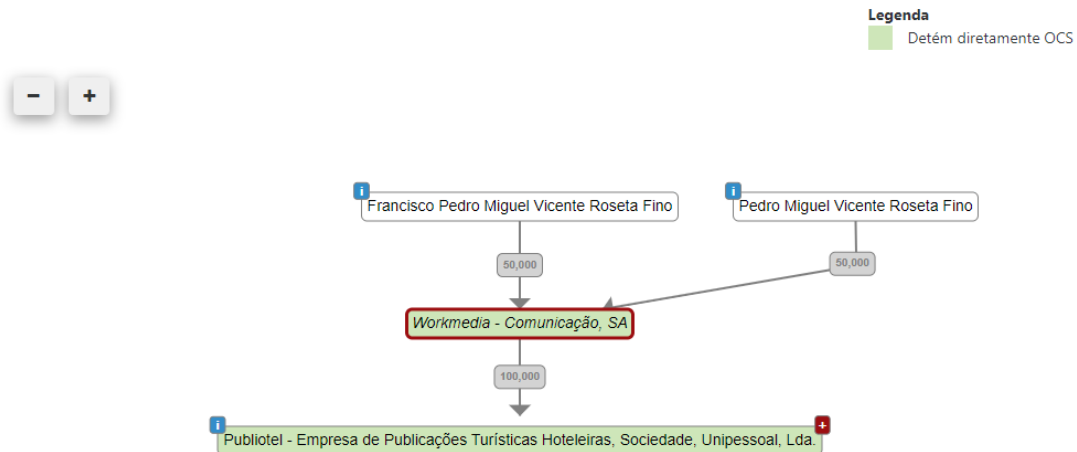 Legenda
Detém diretamente OCS
− +
i
i
Francisco Pedro Miguel Vicente Roseta Fino
Pedro Miguel Vicente Roseta Fino
50,000
50,000
Workmedia - Comunicação, SA
100,000
i
+
Publiotel - Empresa de Publicações Turísticas Hoteleiras, Sociedade, Unipessoal, Lda.